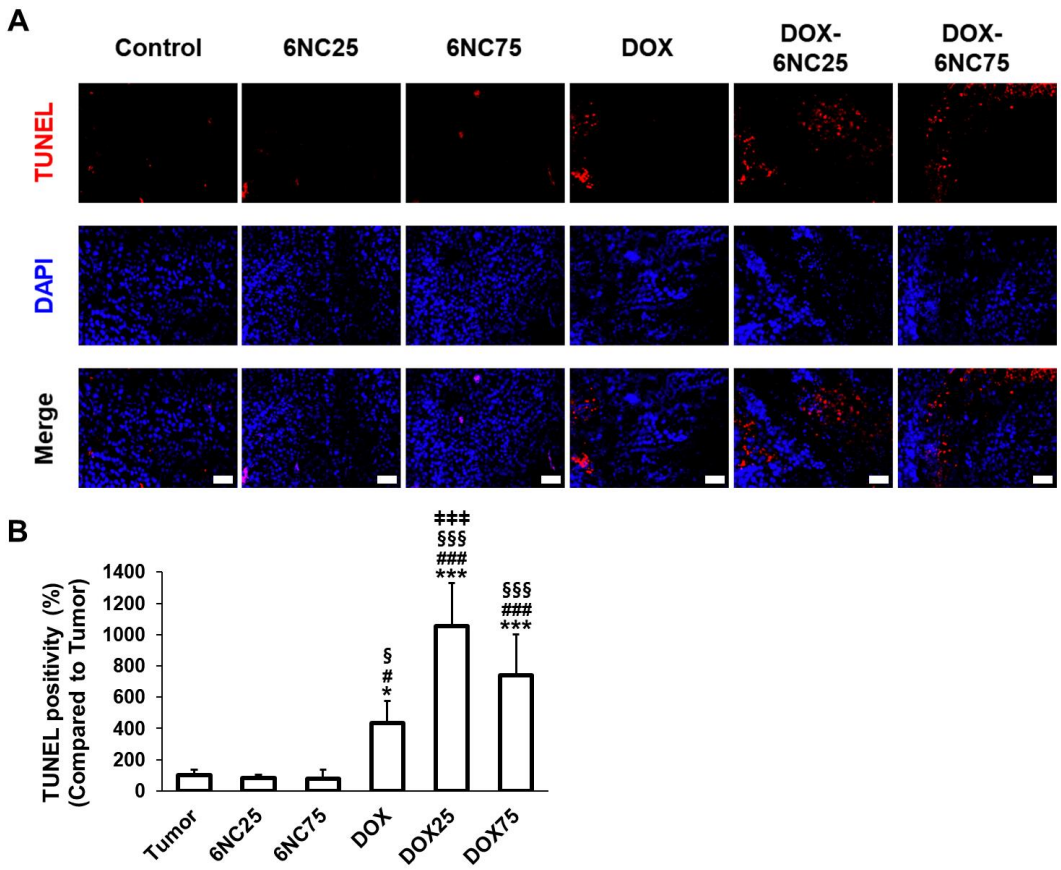 A
Control
6NC25
6NC75
DOX
DOX-
6NC25
DOX-
6NC75
TUNEL
DAPI
Merge
B
TUNEL positivity (%)
(Compared to Tumor)
1400
1200
1000
800
600
400
200
0
§
#
*
ǂǂǂ
§§§
###
***
§§§
###
***
Tumor
6NC25
6NC75
DOX
DOX25
DOX75